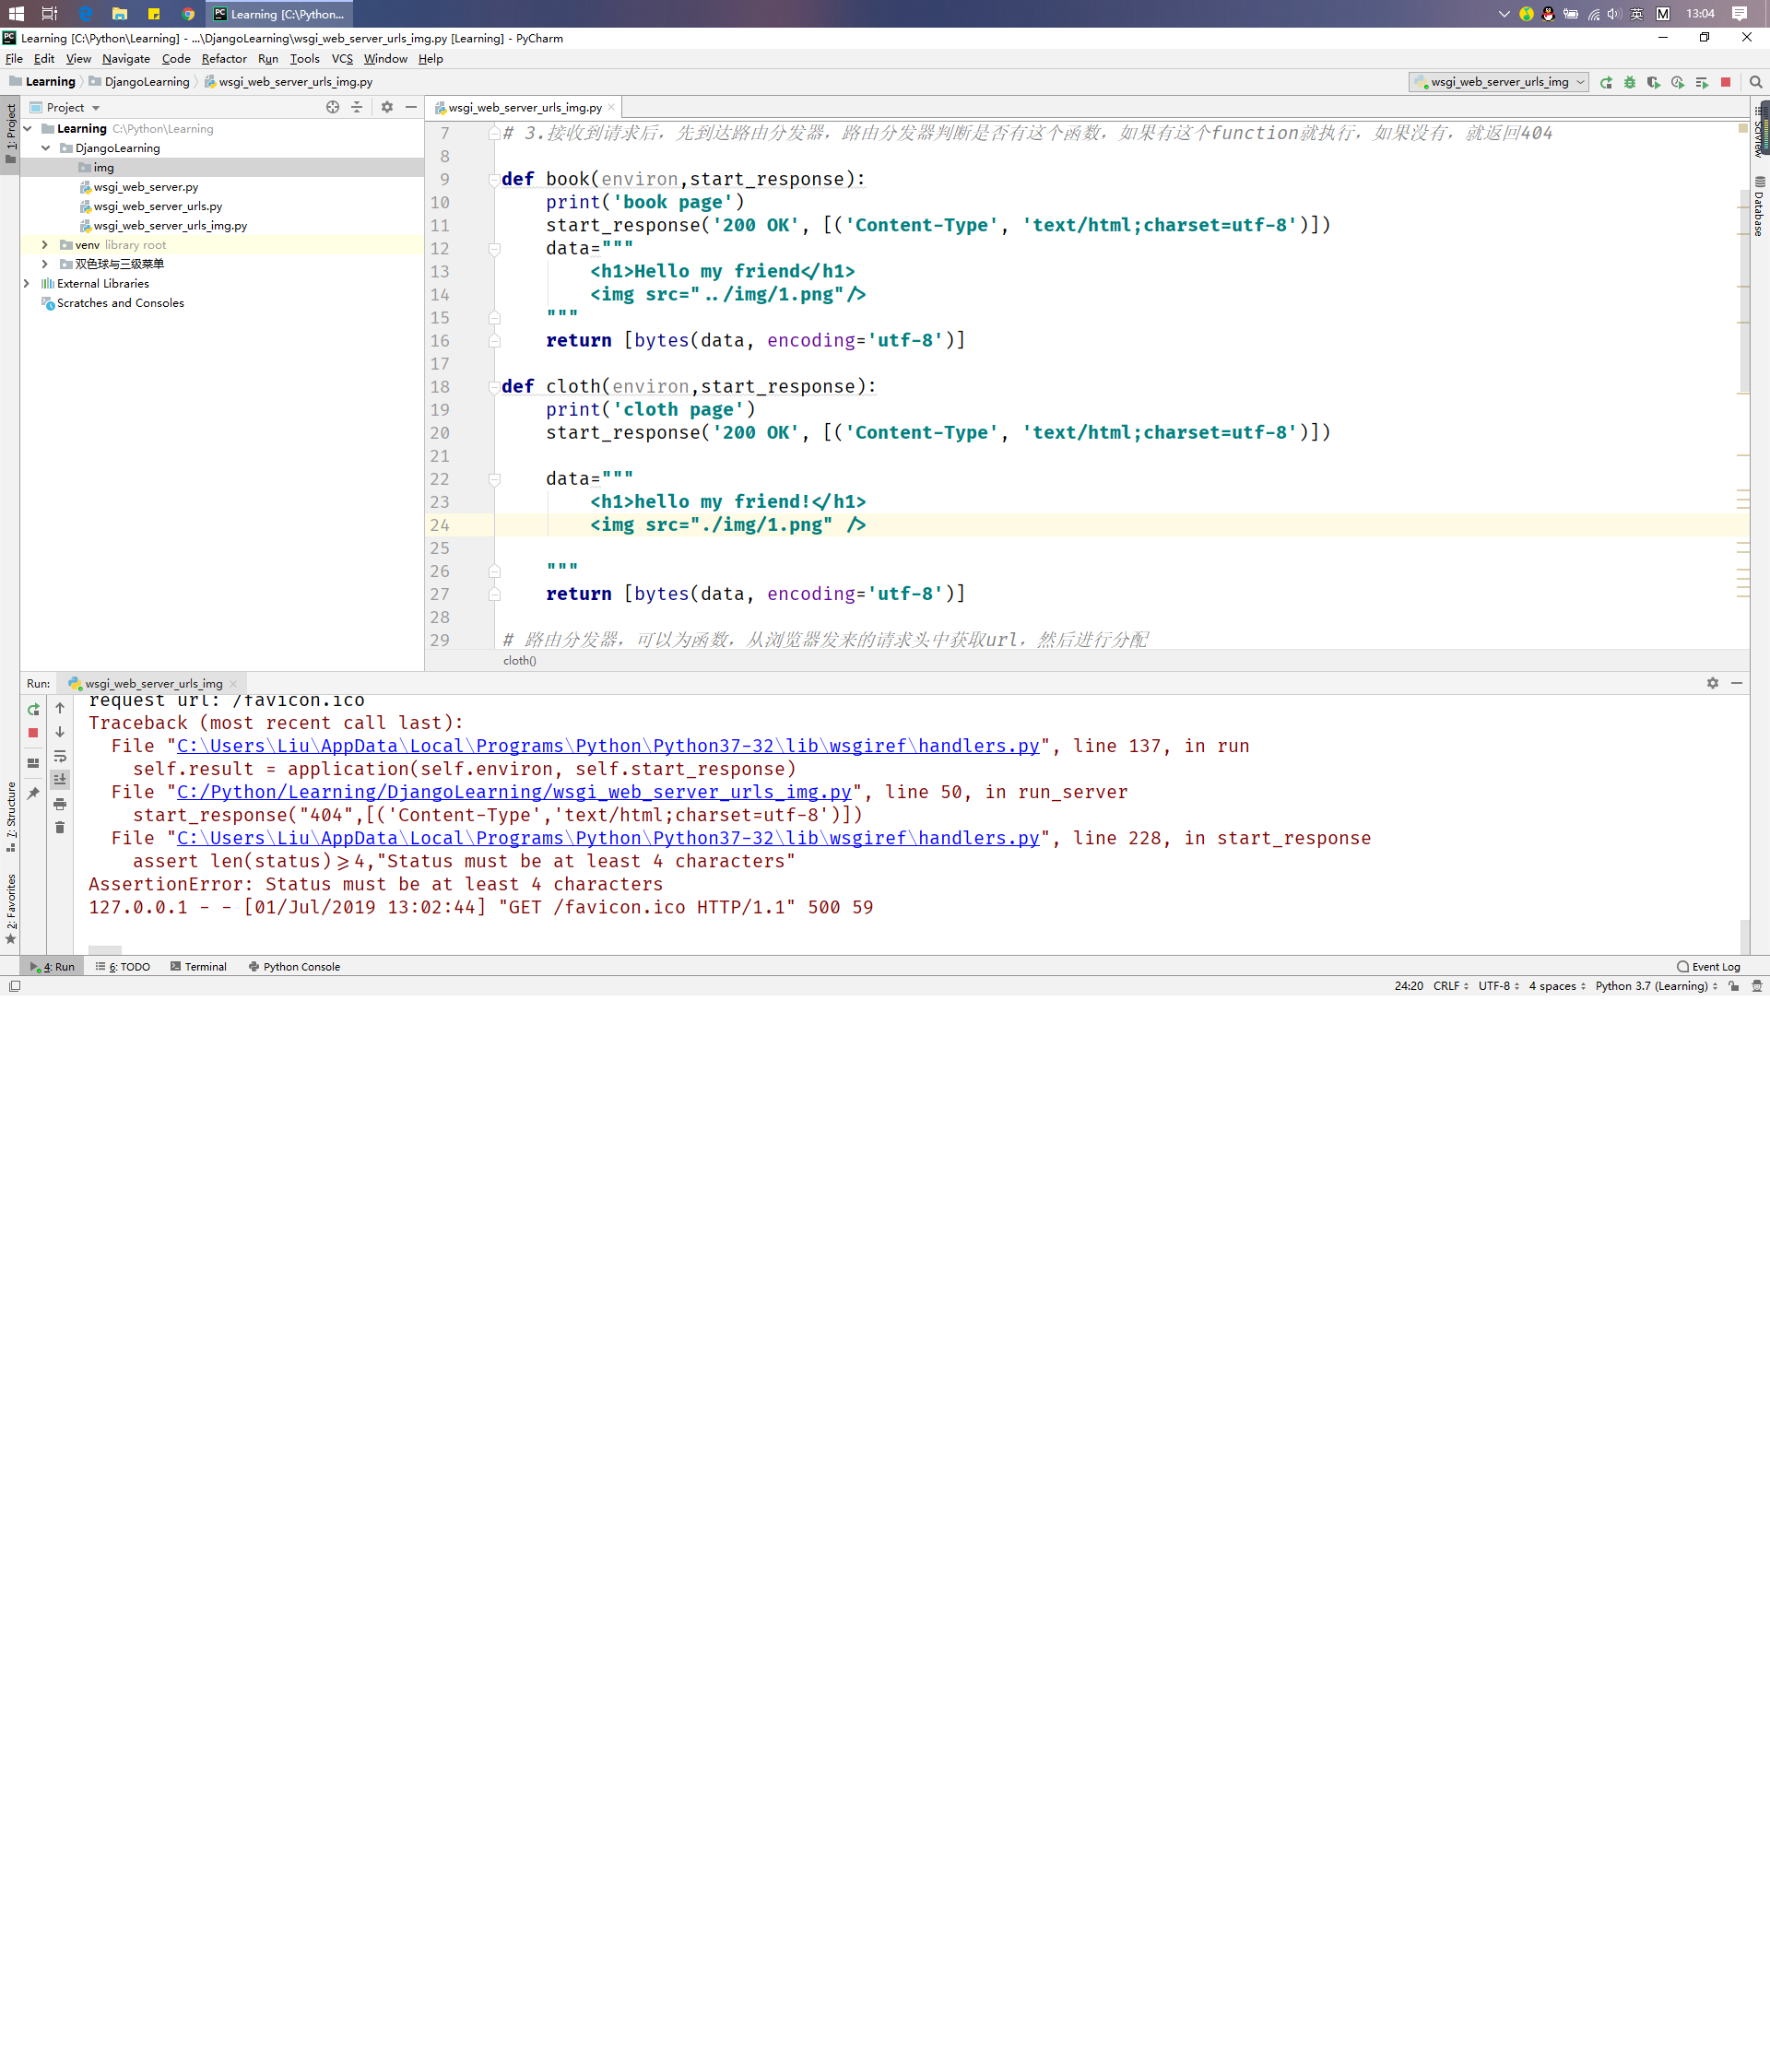 Learning [C:\Python...
英
M
13:04
Learning [C:\Python\Learning] - ...\DjangoLearning\wsgi_web_server_urls_img.py [Learning] - PyCharm
File Edit View Navigate Code Refactor Run Tools VCS Window Help
Learning DjangoLearning wsgi_web_server_urls_img.py
wsgi_web_server_urls_img
1: Project
Project
Learning C:\Python\Learning
DjangoLearning
img
wsgi_web_server.py
wsgi_web_server_urls.py
wsgi_web_server_urls_img.py
venv library root
双色球与三级菜单
External Libraries
Scratches and Consoles
wsgi_web_server_urls_img.py
7 # 3.接收到请求后，先到达路由分发器，路由分发器判断是否有这个函数，如果有这个function就执行，如果没有，就返回404
8
9 def book(environ,start_response):
10 print('book page')
11 start_response('200 OK', [('Content-Type', 'text/html;charset=utf-8')])
12 data="""
13 <h1>Hello my friend</h1>
14 <img src="../img/1.png"/>
15 """
16 return [bytes(data, encoding='utf-8')]
17
18 def cloth(environ,start_response):
19 print('cloth page')
20 start_response('200 OK', [('Content-Type', 'text/html;charset=utf-8')])
21
22 data="""
23 <h1>hello my friend!</h1>
24 <img src="./img/1.png" />
25
26 """
27 return [bytes(data, encoding='utf-8')]
28
29 # 路由分发器，可以为函数，从浏览器发来的请求头中获取url，然后进行分配
cloth()
SciView
Database
Run: wsgi_web_server_urls_img
request url: /favicon.ico
Traceback (most recent call last):
File "C:\Users\Liu\AppData\Local\Programs\Python\Python37-32\lib\wsgiref\handlers.py", line 137, in run
self.result = application(self.environ, self.start_response)
File "C:/Python/Learning/DjangoLearning/wsgi_web_server_urls_img.py", line 50, in run_server
start_response("404",[('Content-Type','text/html;charset=utf-8')])
File "C:\Users\Liu\AppData\Local\Programs\Python\Python37-32\lib\wsgiref\handlers.py", line 228, in start_response
assert len(status)>=4,"Status must be at least 4 characters"
AssertionError: Status must be at least 4 characters
127.0.0.1 - - [01/Jul/2019 13:02:44] "GET /favicon.ico HTTP/1.1" 500 59
7: Structure
2: Favorites
4: Run 6: TODO Terminal Python Console Event Log
24:20 CRLF UTF-8 4 spaces Python 3.7 (Learning)